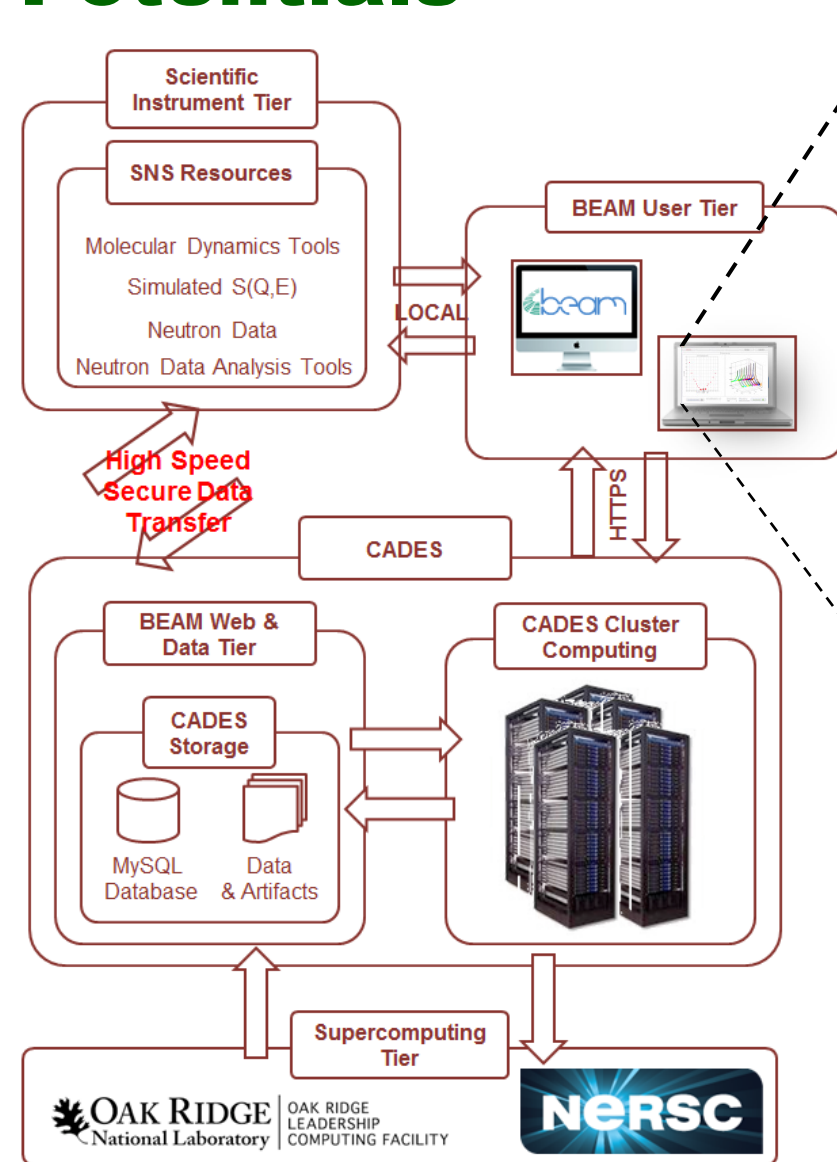 Potentials
Scientific
Instrument Tier
SNS Resources
Molecular Dynamics Tools
Simulated S(Q,E)
Neutron Data
Neutron Data Analysis Tools
BEAM User Tier
beam
LOCAL
High Speed
Secure Data
Transfer
HTTPS
CADES
BEAM Web &
Data Tier
CADES Cluster
Computing
CADES
Storage
MySQL
Database
Data
& Artifacts
Supercomputing
Tier
OAK RIDGE
National Laboratory
OAK RIDGE
LEADERSHIP
COMPUTING FACILITY
NERSC